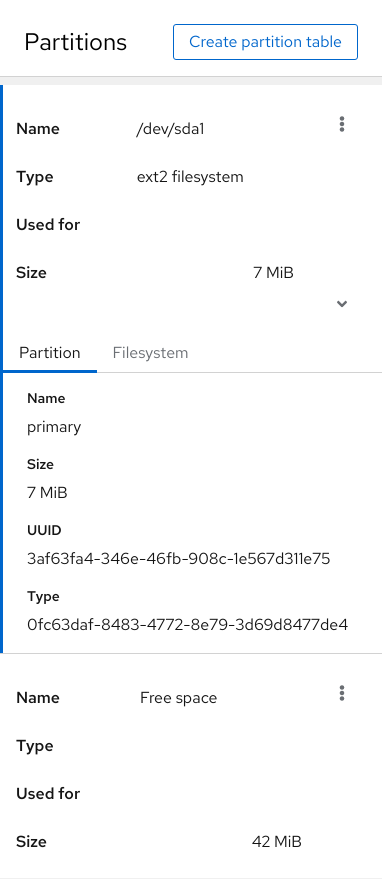 Partitions Create partition table
Name /dev/sda1
Type ext2 filesystem
Used for
Size 7 MiB
Partition Filesystem
Name
primary
Size
7 MiB
UUID
3af63fa4-346e-46fb-908c-1e567d311e75
Type
0fc63daf-8483-4772-8e79-3d69d8477de4
Name Free space
Type
Used for
Size 42 MiB